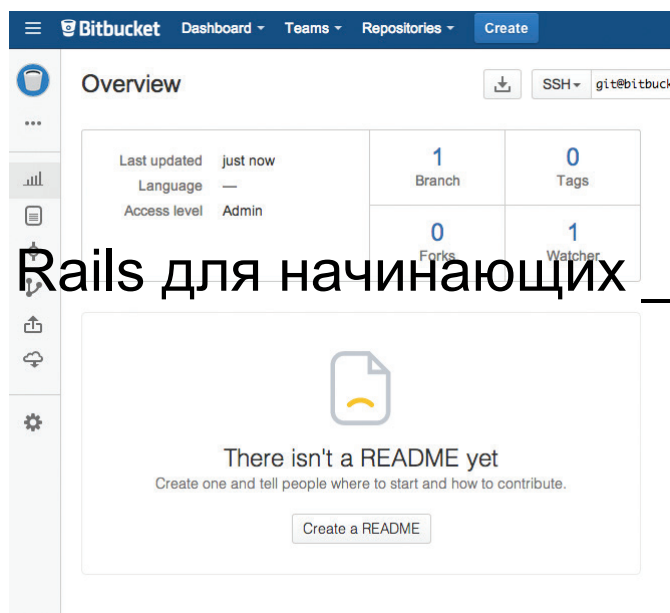 Bitbucket Dashboard Teams Repositories Create
Overview
SSH git@bitbuck
Last updated just now
Language —
Access level Admin
1 Branch
0 Tags
0 Forks
1 Watcher
Rails для начинающих _
There isn't a README yet
Create one and tell people where to start and how to contribute.
Create a README